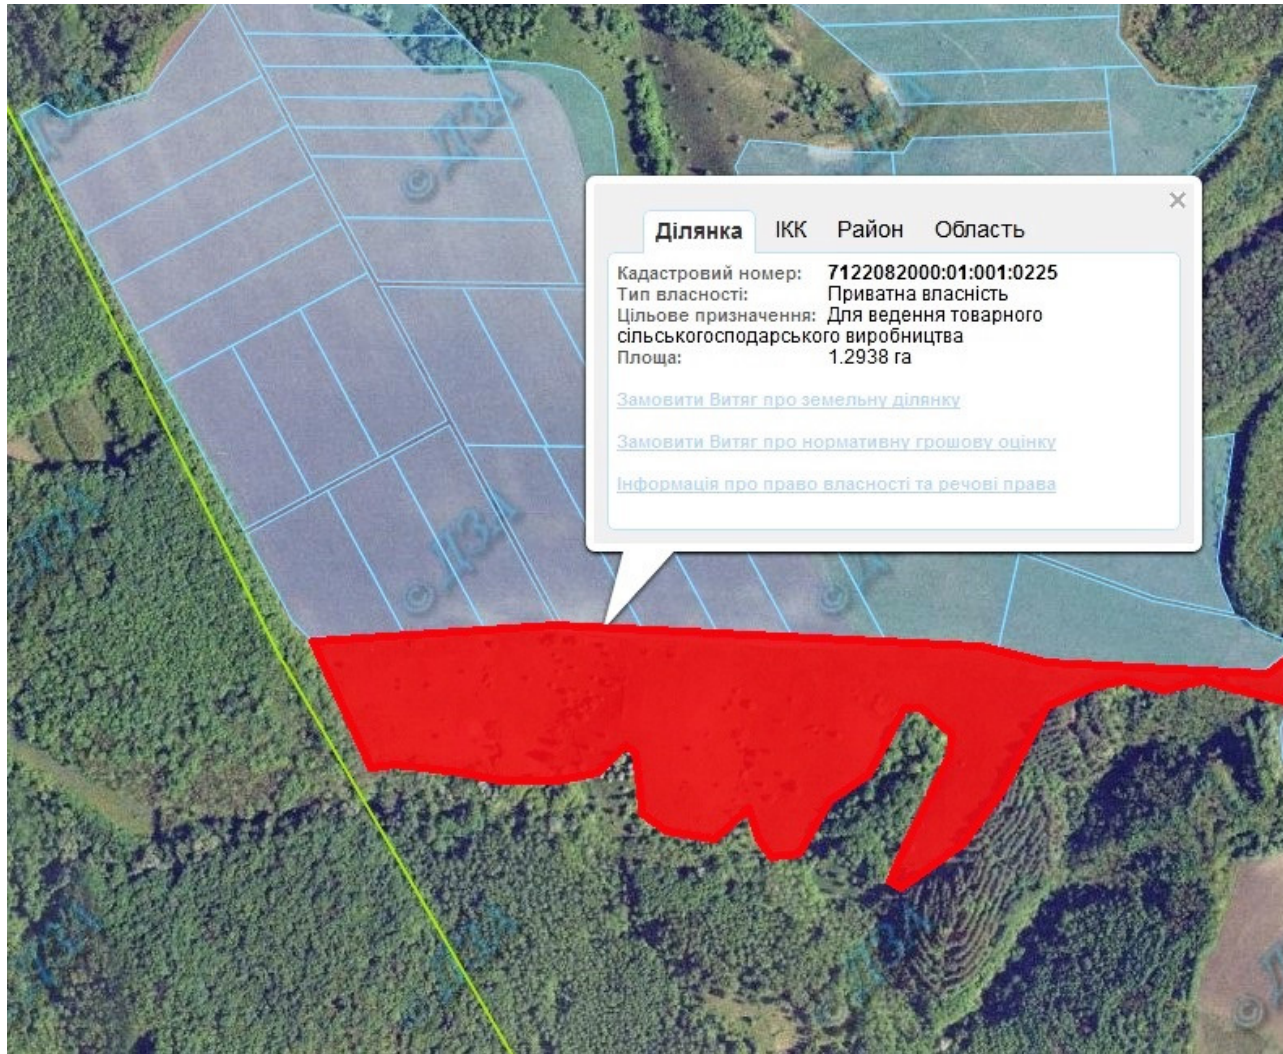 © ДЗА
Ділянка ІКК Район Область
Кадастровий номер: 7122082000:01:001:0225
Тип власності: Приватна власність
Цільове призначення: Для ведення товарного
сільськогосподарського виробництва
Площа: 1.2938 га
Замовити Витяг про земельну ділянку
Замовити Витяг про нормативну грошову оцінку
Інформація про право власності та речові права
© ДЗА